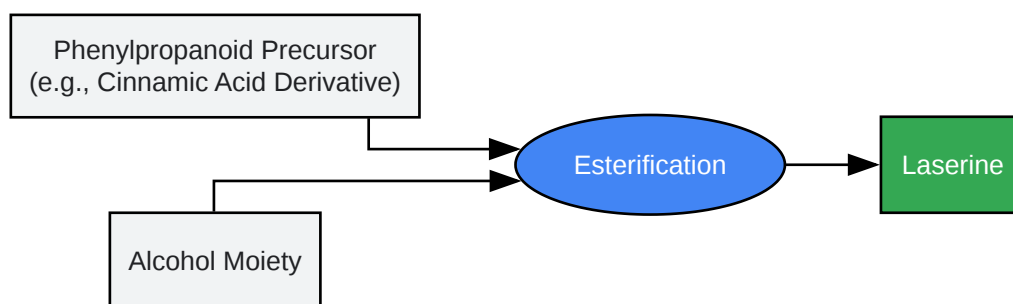 Phenylpropanoid Precursor
(e.g., Cinnamic Acid Derivative)
Esterification
Laserine
Alcohol Moiety